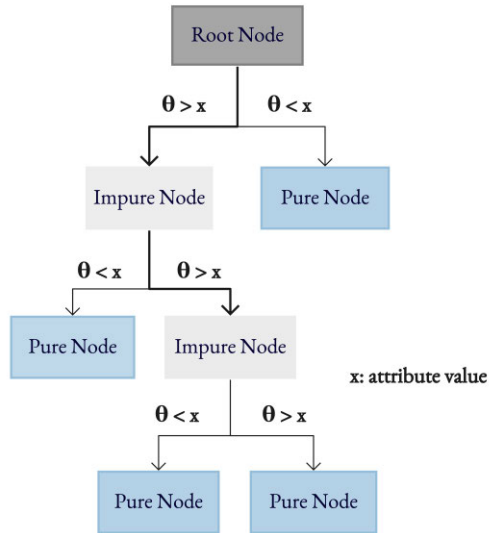 Root Node
θ > x
θ < x
Impure Node
Pure Node
θ < x
θ > x
Pure Node
Impure Node
x: attribute value
θ < x
θ > x
Pure Node
Pure Node